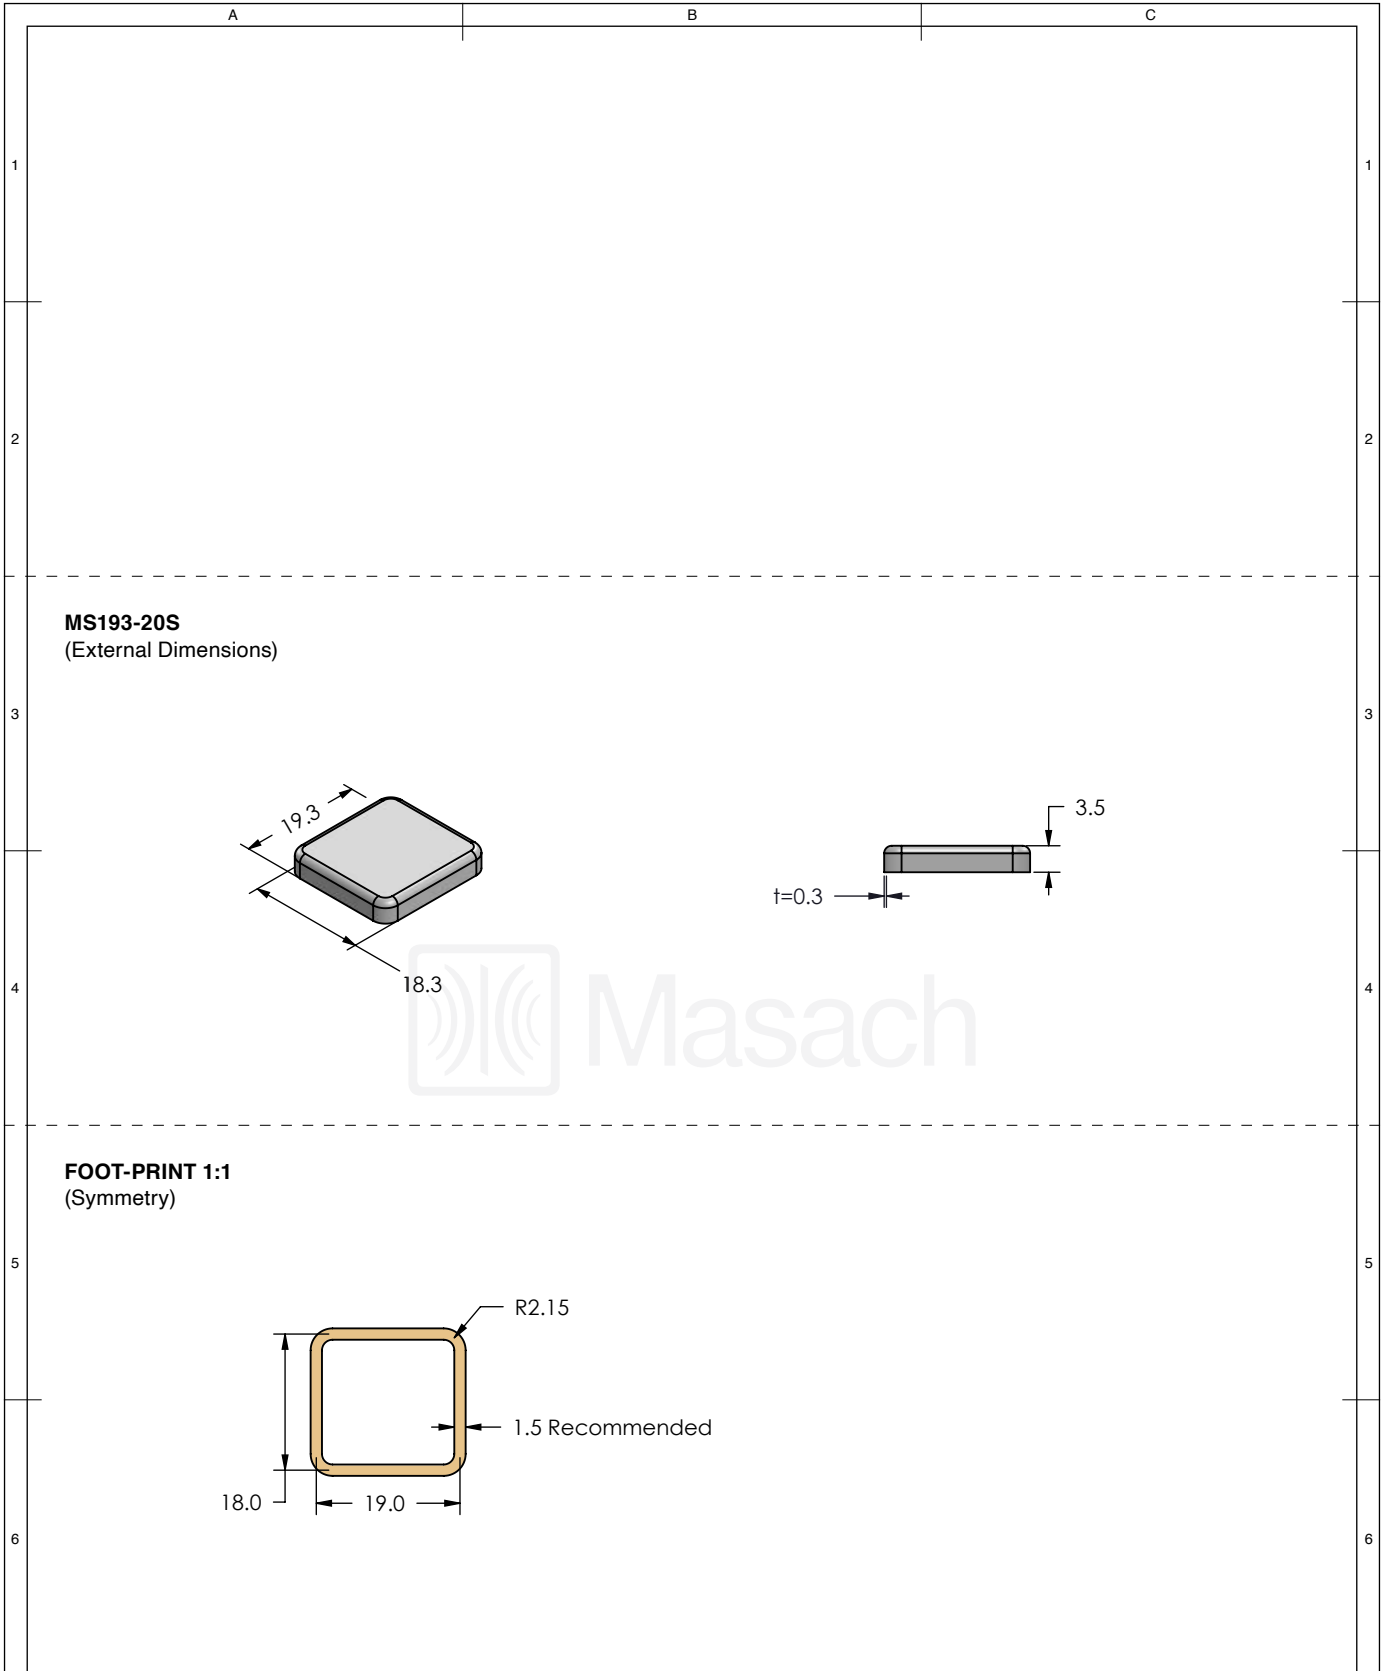 A B C
1 1
2 2
MS193-20S
(External Dimensions)
3 3
19.3
3.5
t=0.3
18.3
4 4
Masach
FOOT-PRINT 1:1
(Symmetry)
5 5
R2.15
1.5 Recommended
18.0
19.0
6 6